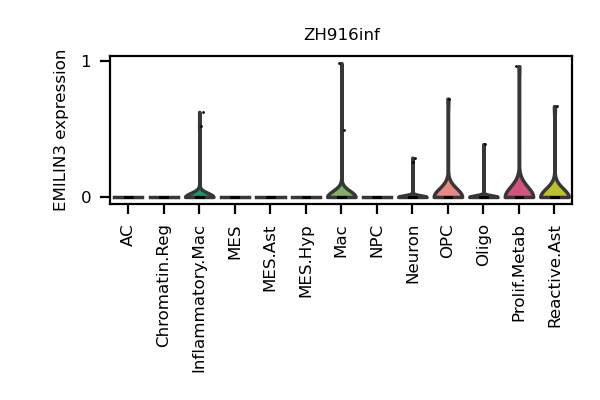 ZH916inf
EMILIN3 expression
1
0
AC
Chromatin.Reg
Inflammatory.Mac
MES
MES.Ast
MES.Hyp
Mac
NPC
Neuron
OPC
Oligo
Prolif.Metab
Reactive.Ast